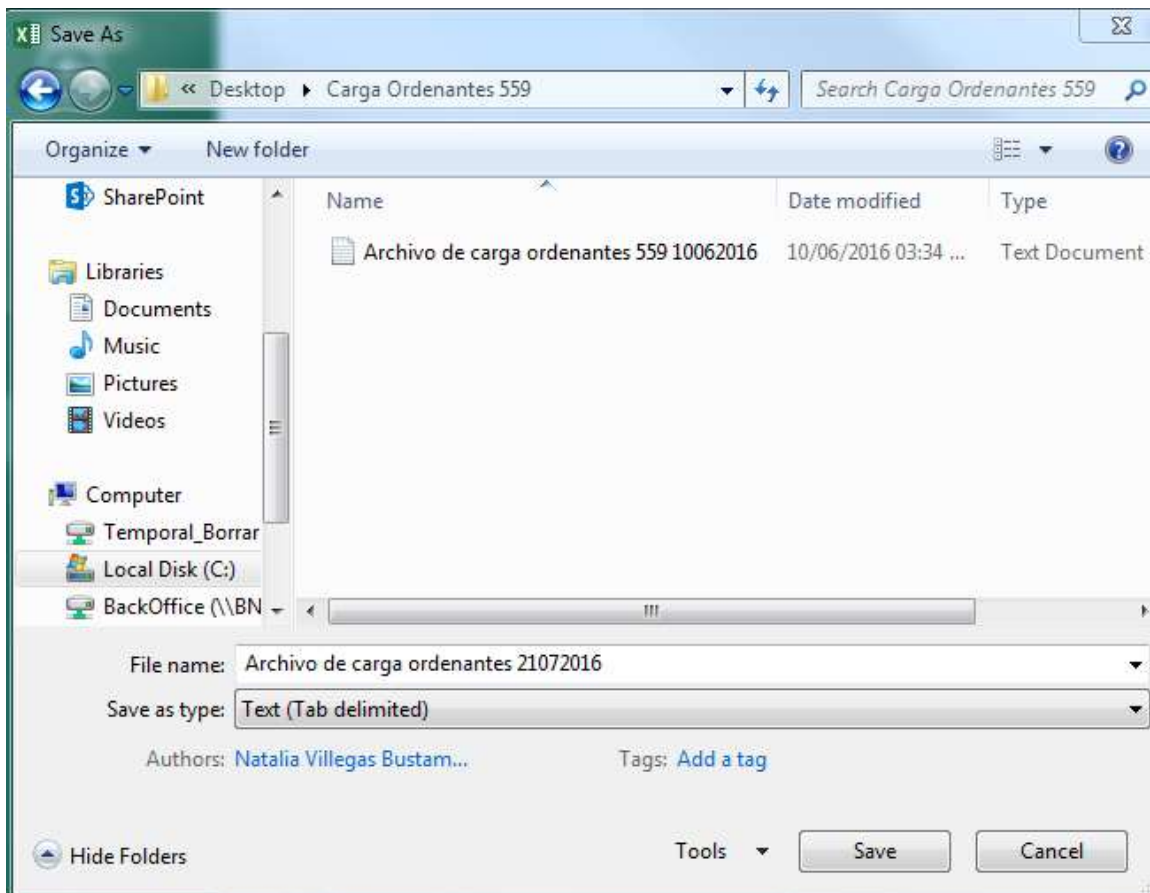 Save As
« Desktop ▸ Carga Ordenantes 559
Search Carga Ordenantes 559
Organize
New folder
SharePoint
Libraries
Documents
Music
Pictures
Videos
Computer
Temporal_Borrar
Local Disk (C:)
BackOffice (\\BN
Name Date modified Type
Archivo de carga ordenantes 559 10062016 10/06/2016 03:34 ... Text Document
File name: Archivo de carga ordenantes 21072016
Save as type: Text (Tab delimited)
Authors: Natalia Villegas Bustam... Tags: Add a tag
Hide Folders Tools Save Cancel